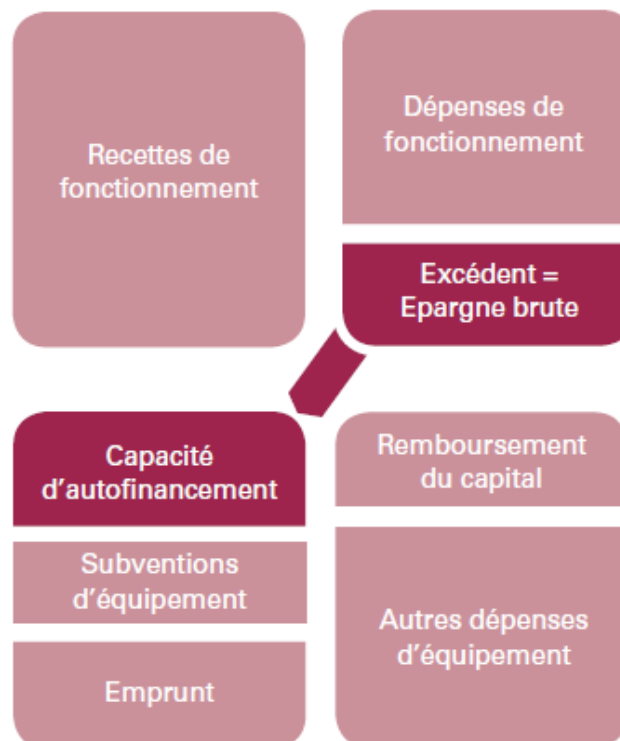 Recettes de
fonctionnement
Dépenses de
fonctionnement
Excédent =
Epargne brute
Capacité
d'autofinancement
Remboursement
du capital
Subventions
d'équipement
Autres dépenses
d'équipement
Emprunt